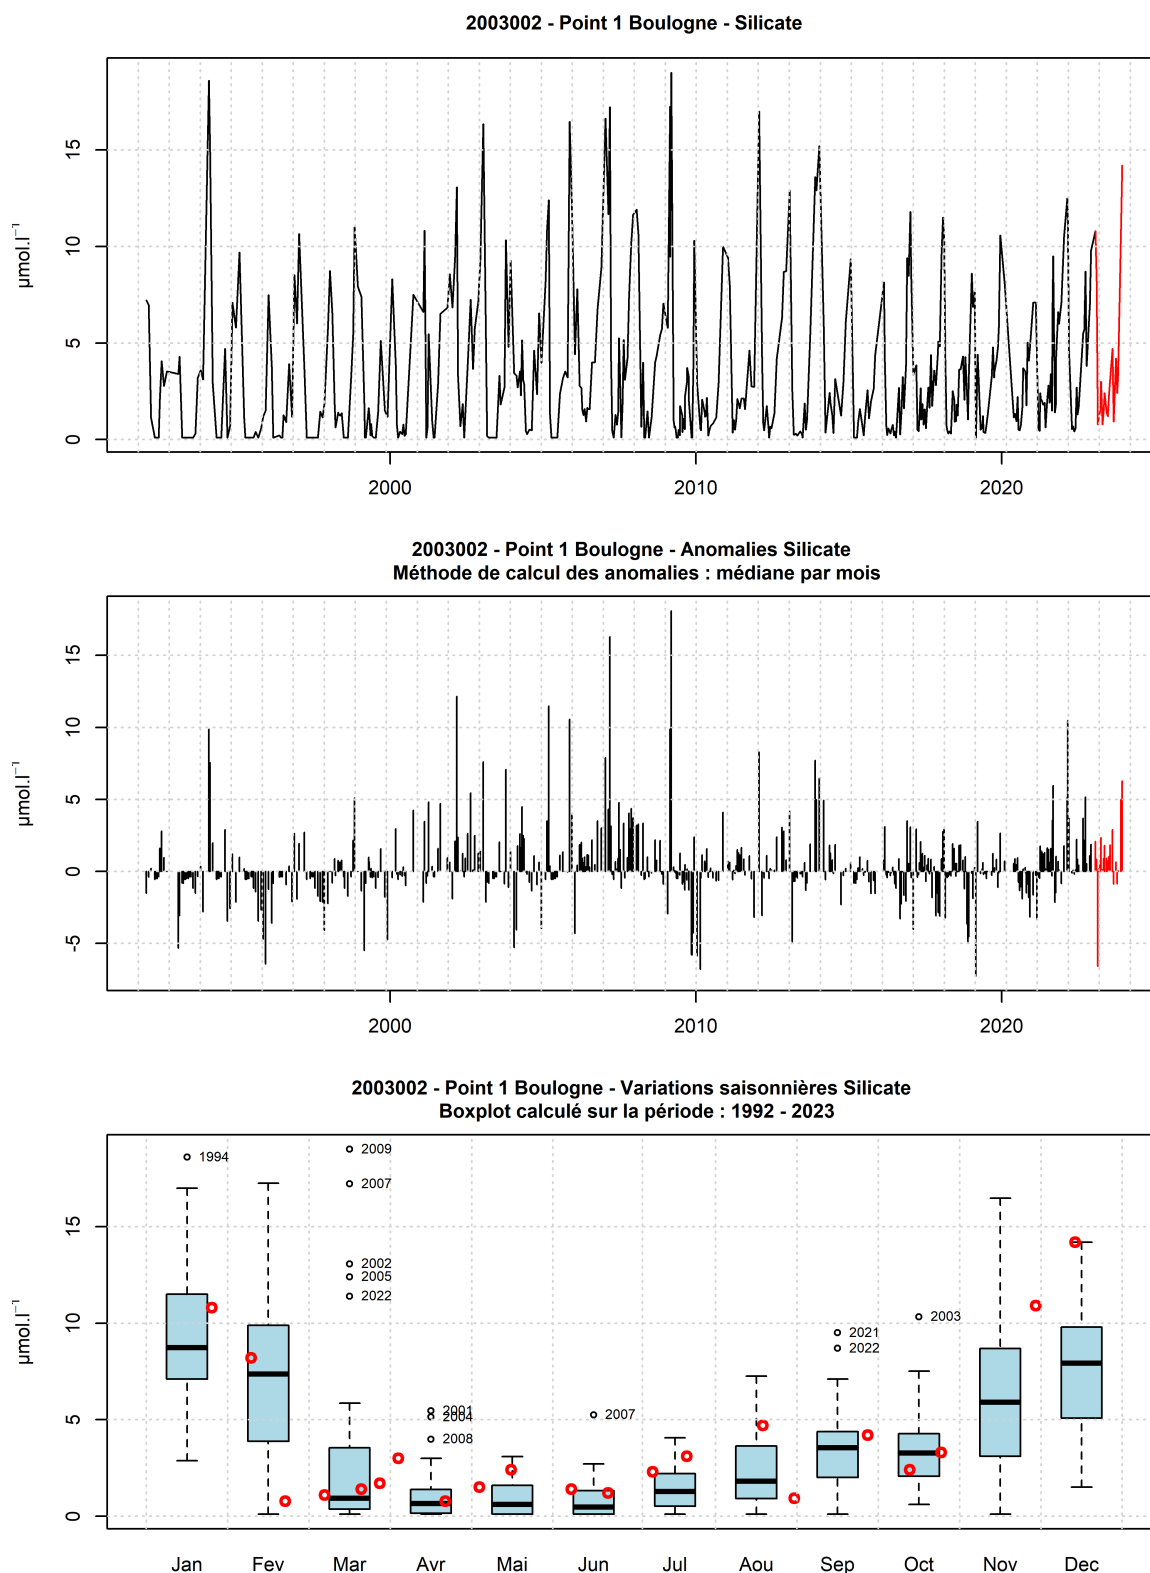 2003002 - Point 1 Boulogne - Silicate
15
10
5
0
µmol.l⁻¹
2000 2010 2020
2003002 - Point 1 Boulogne - Anomalies Silicate
Méthode de calcul des anomalies : médiane par mois
15
10
5
0
-5
µmol.l⁻¹
2000 2010 2020
2003002 - Point 1 Boulogne - Variations saisonnières Silicate
Boxplot calculé sur la période : 1992 - 2023
15
10
5
0
µmol.l⁻¹
1994
2009
2007
2002
2005
2022
2001
2004
2008
2007
2021
2022
2003
Jan Fev Mar Avr Mai Jun Jul Aou Sep Oct Nov Dec